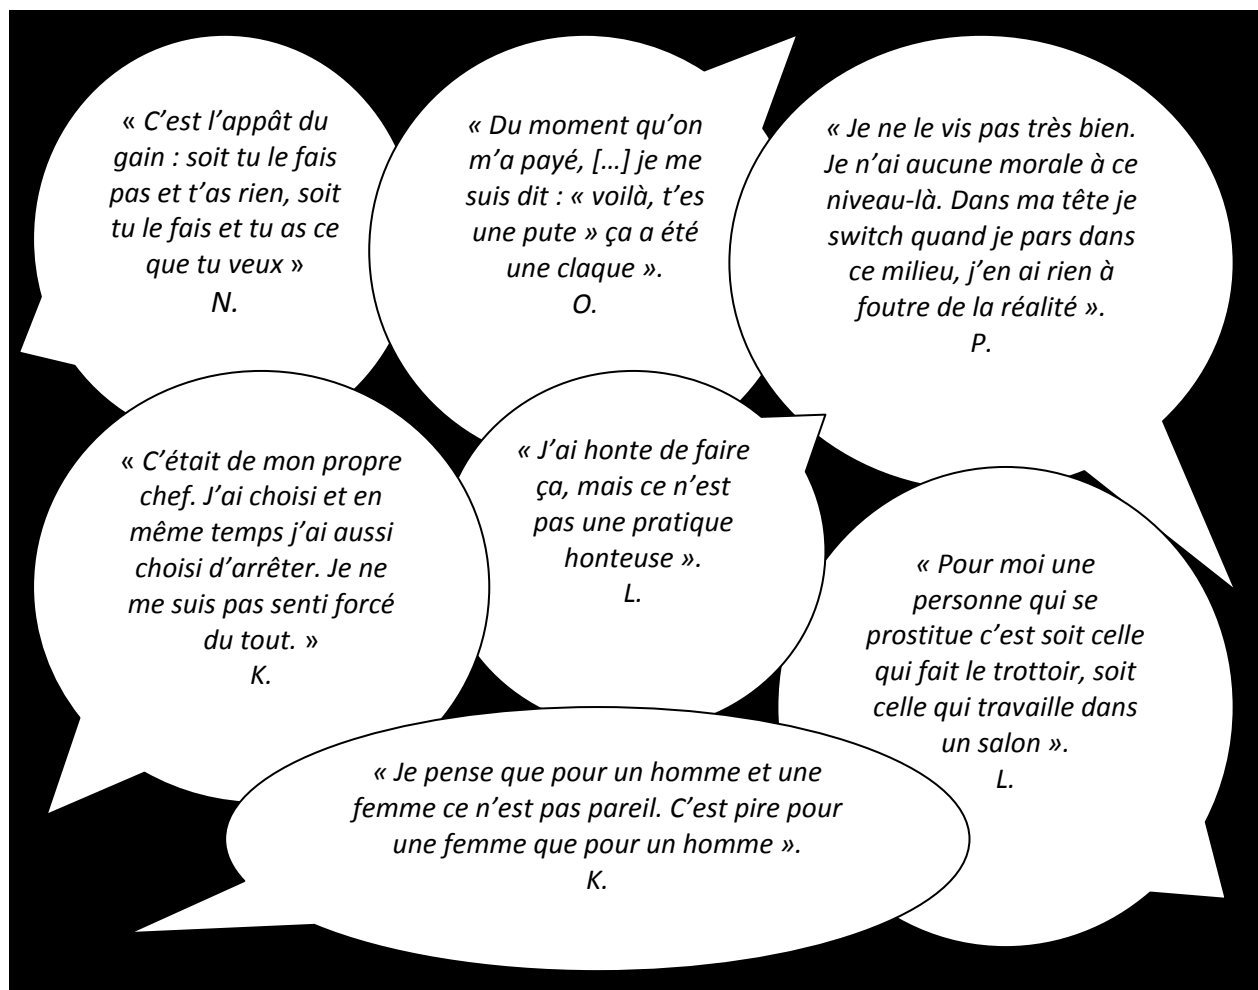 « C’est l’appât du
gain : soit tu le fais
pas et t’as rien, soit
tu le fais et tu as ce
que tu veux »
N.
« Du moment qu’on
m’a payé, […] je me
suis dit : « voilà, t’es
une pute » ça a été
une claque ».
O.
« Je ne le vis pas très bien.
Je n’ai aucune morale à ce
niveau-là. Dans ma tête je
switch quand je pars dans
ce milieu, j’en ai rien à
foutre de la réalité ».
P.
« C’était de mon propre
chef. J’ai choisi et en
même temps j’ai aussi
choisi d’arrêter. Je ne
me suis pas senti forcé
du tout. »
K.
« J’ai honte de faire
ça, mais ce n’est
pas une pratique
honteuse ».
L.
« Pour moi une
personne qui se
prostitue c’est soit celle
qui fait le trottoir, soit
celle qui travaille dans
un salon ».
L.
« Je pense que pour un homme et une
femme ce n’est pas pareil. C’est pire pour
une femme que pour un homme ».
K.